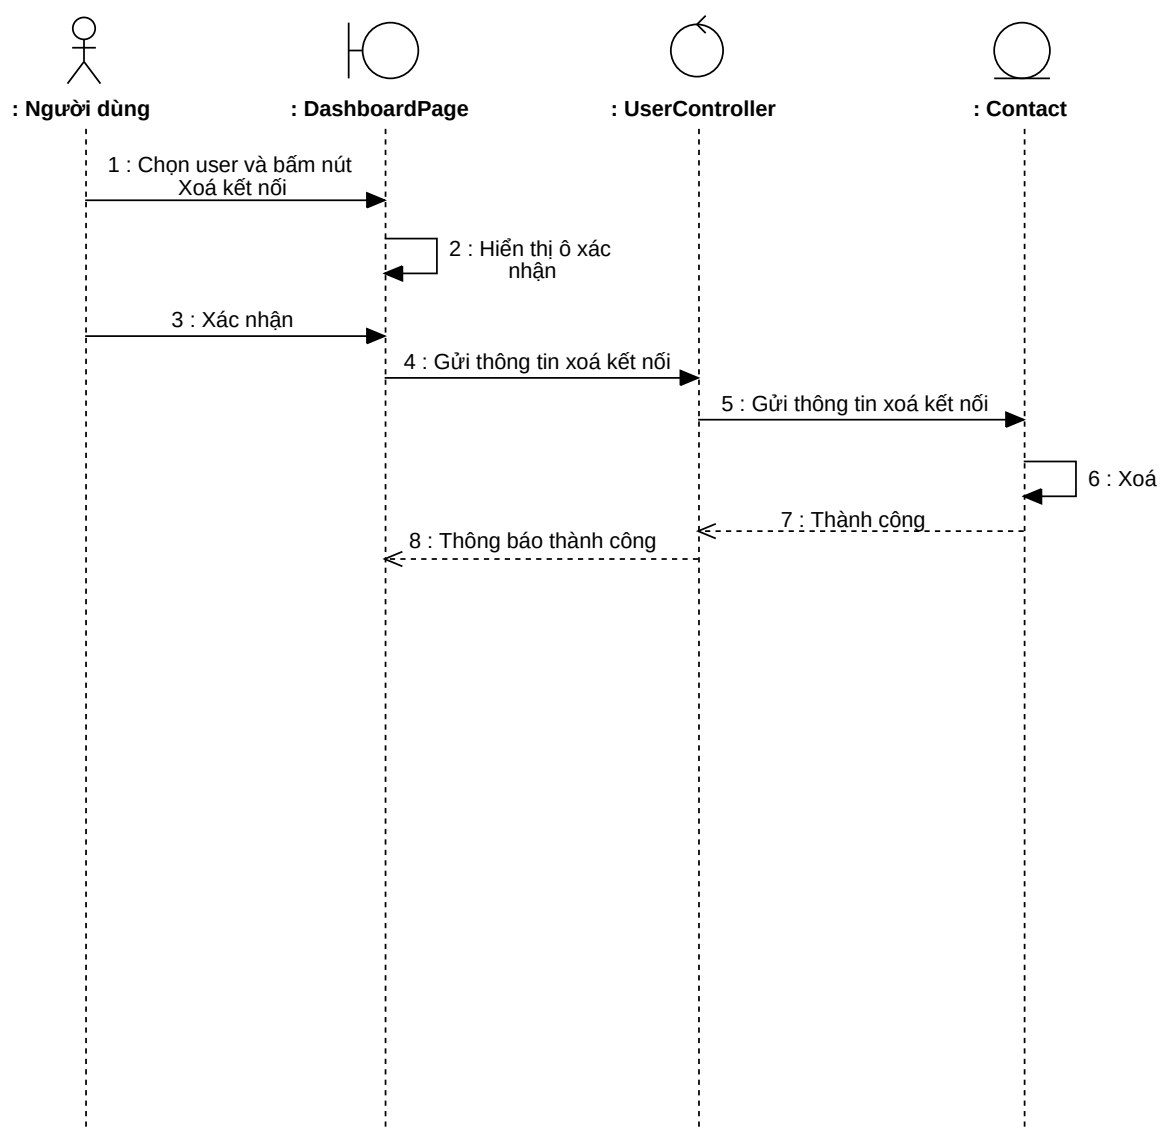 : Người dùng
: DashboardPage
: UserController
: Contact
1 : Chọn user và bấm nút
Xoá kết nối
2 : Hiển thị ô xác
nhận
3 : Xác nhận
4 : Gửi thông tin xoá kết nối
5 : Gửi thông tin xoá kết nối
6 : Xoá
7 : Thành công
8 : Thông báo thành công